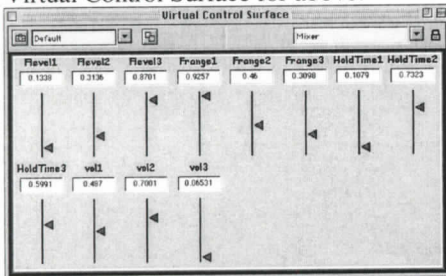 Virtual Control Surface
Default
Mixer
Flevel1 Flevel2 Flevel3 Frange1 Frange2 Frange3 HoldTime1 HoldTime2
0.1338 0.3136 0.8701 0.9257 0.46 0.3098 0.1079 0.7323
HoldTime3 vol1 vol2 vol3
0.5991 0.487 0.7001 0.06531